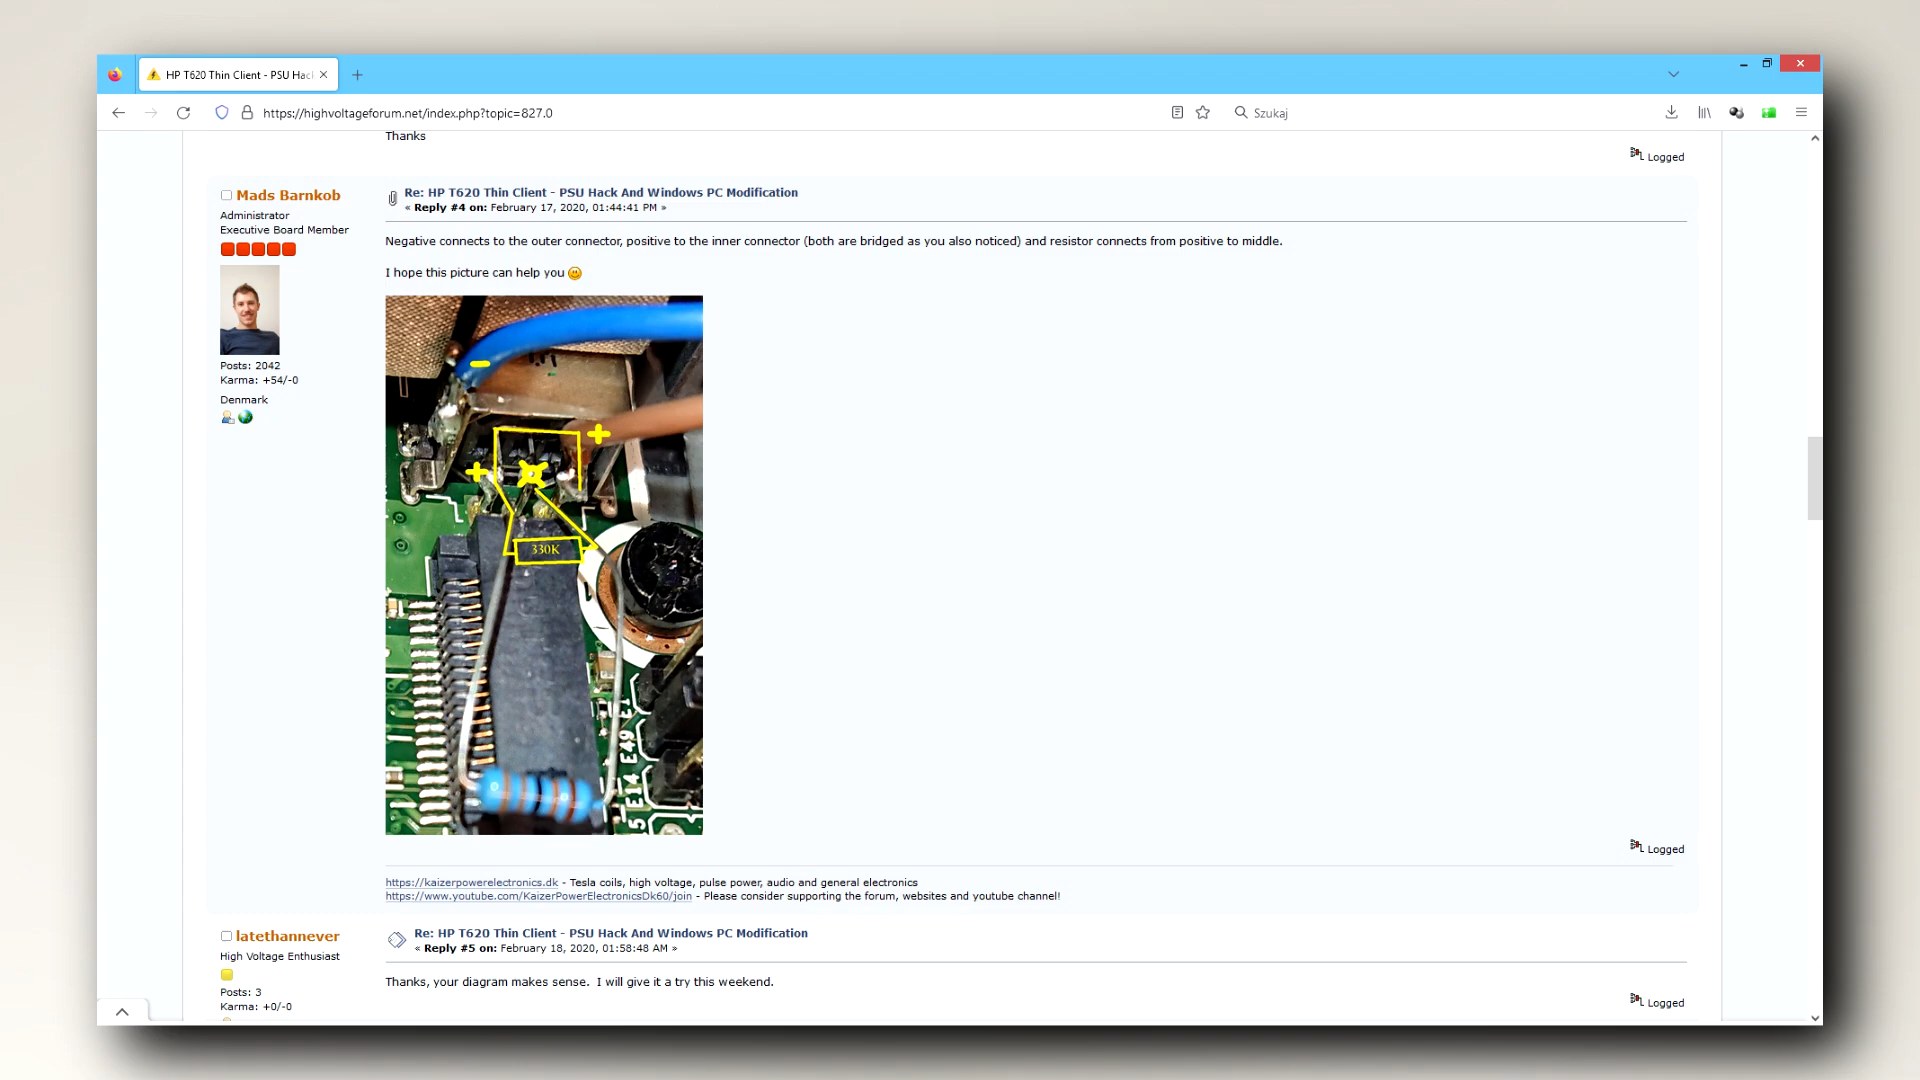 HP T620 Thin Client - PSU Hac
https://highvoltageforum.net/index.php?topic=827.0
Szukaj
Thanks
Logged
Mads Barnkob
Administrator
Executive Board Member
Posts: 2042
Karma: +54/-0
Denmark
Re: HP T620 Thin Client - PSU Hack And Windows PC Modification
« Reply #4 on: February 17, 2020, 01:44:41 PM »
Negative connects to the outer connector, positive to the inner connector (both are bridged as you also noticed) and resistor connects from positive to middle.
I hope this picture can help you
-
+
+
330K
E1
E49
E14
5
Logged
https://kaizerpowerelectronics.dk - Tesla coils, high voltage, pulse power, audio and general electronics
https://www.youtube.com/KaizerPowerElectronicsDk60/join - Please consider supporting the forum, websites and youtube channel!
latethannever
High Voltage Enthusiast
Posts: 3
Karma: +0/-0
Re: HP T620 Thin Client - PSU Hack And Windows PC Modification
« Reply #5 on: February 18, 2020, 01:58:48 AM »
Thanks, your diagram makes sense.  I will give it a try this weekend.
Logged